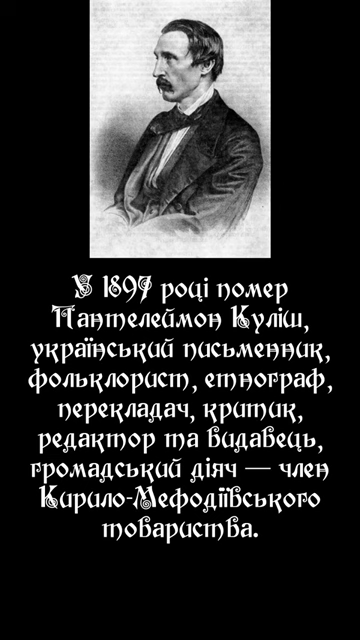 У 1897 році помер
Пантелеймон Куліш,
український письменник,
фольклорист, етнограф,
перекладач, критик,
редактор та видавець,
громадський діяч — член
Кирило-Мефодіївського
товариства.